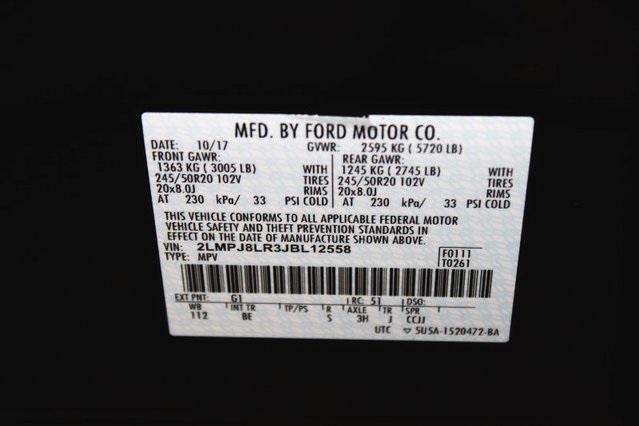 MFD. BY FORD MOTOR CO.
DATE: 10/17 GVWR: 2595 KG ( 5720 LB)
FRONT GAWR: REAR GAWR:
1363 KG ( 3005 LB) WITH 1245 KG ( 2745 LB) WITH
245/50R20 102V TIRES 245/50R20 102V TIRES
20x8.0J RIMS 20x8.0J RIMS
AT 230 kPa/ 33 PSI COLD AT 230 kPa/ 33 PSI COLD
THIS VEHICLE CONFORMS TO ALL APPLICABLE FEDERAL MOTOR
VEHICLE SAFETY AND THEFT PREVENTION STANDARDS IN
EFFECT ON THE DATE OF MANUFACTURE SHOWN ABOVE.
VIN: 2LMPJ8LR3JBL12558 F0111
TYPE: MPV T0261
EXT PNT: G1 RC: 51 DSO:
WB INT TR TP/PS R AXLE TR SPR
112 BE S 3H J CCJJ
UTC 5U5A-1520472-BA